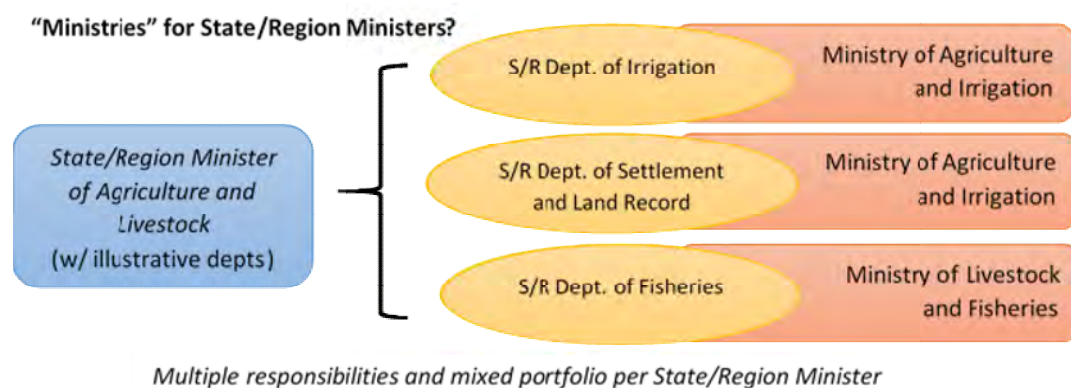 “Ministries” for State/Region Ministers?
State/Region Minister
of Agriculture and
Livestock
(w/ illustrative depts)
S/R Dept. of Irrigation
Ministry of Agriculture
and Irrigation
S/R Dept. of Settlement
and Land Record
Ministry of Agriculture
and Irrigation
S/R Dept. of Fisheries
Ministry of Livestock
and Fisheries
Multiple responsibilities and mixed portfolio per State/Region Minister